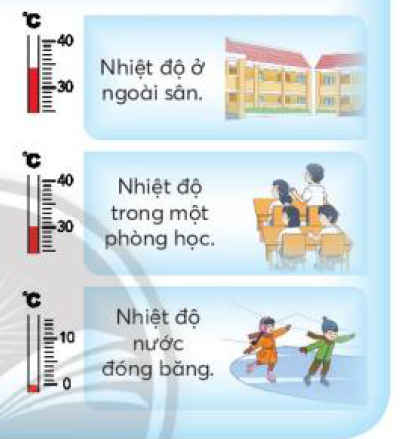 °C
40
30
Nhiệt độ ở
ngoài sân.
°C
40
30
Nhiệt độ
trong một
phòng học.
°C
10
0
Nhiệt độ
nước
đóng băng.